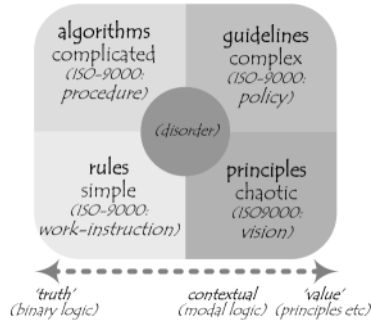 algorithms
complicated
(ISO-9000:
procedure)
guidelines
complex
(ISO-9000:
policy)
(disorder)
rules
simple
(ISO-9000:
work-instruction)
principles
chaotic
(ISO9000:
vision)
'truth'
(binary logic)
contextual
(modal logic)
'value'
(principles etc)